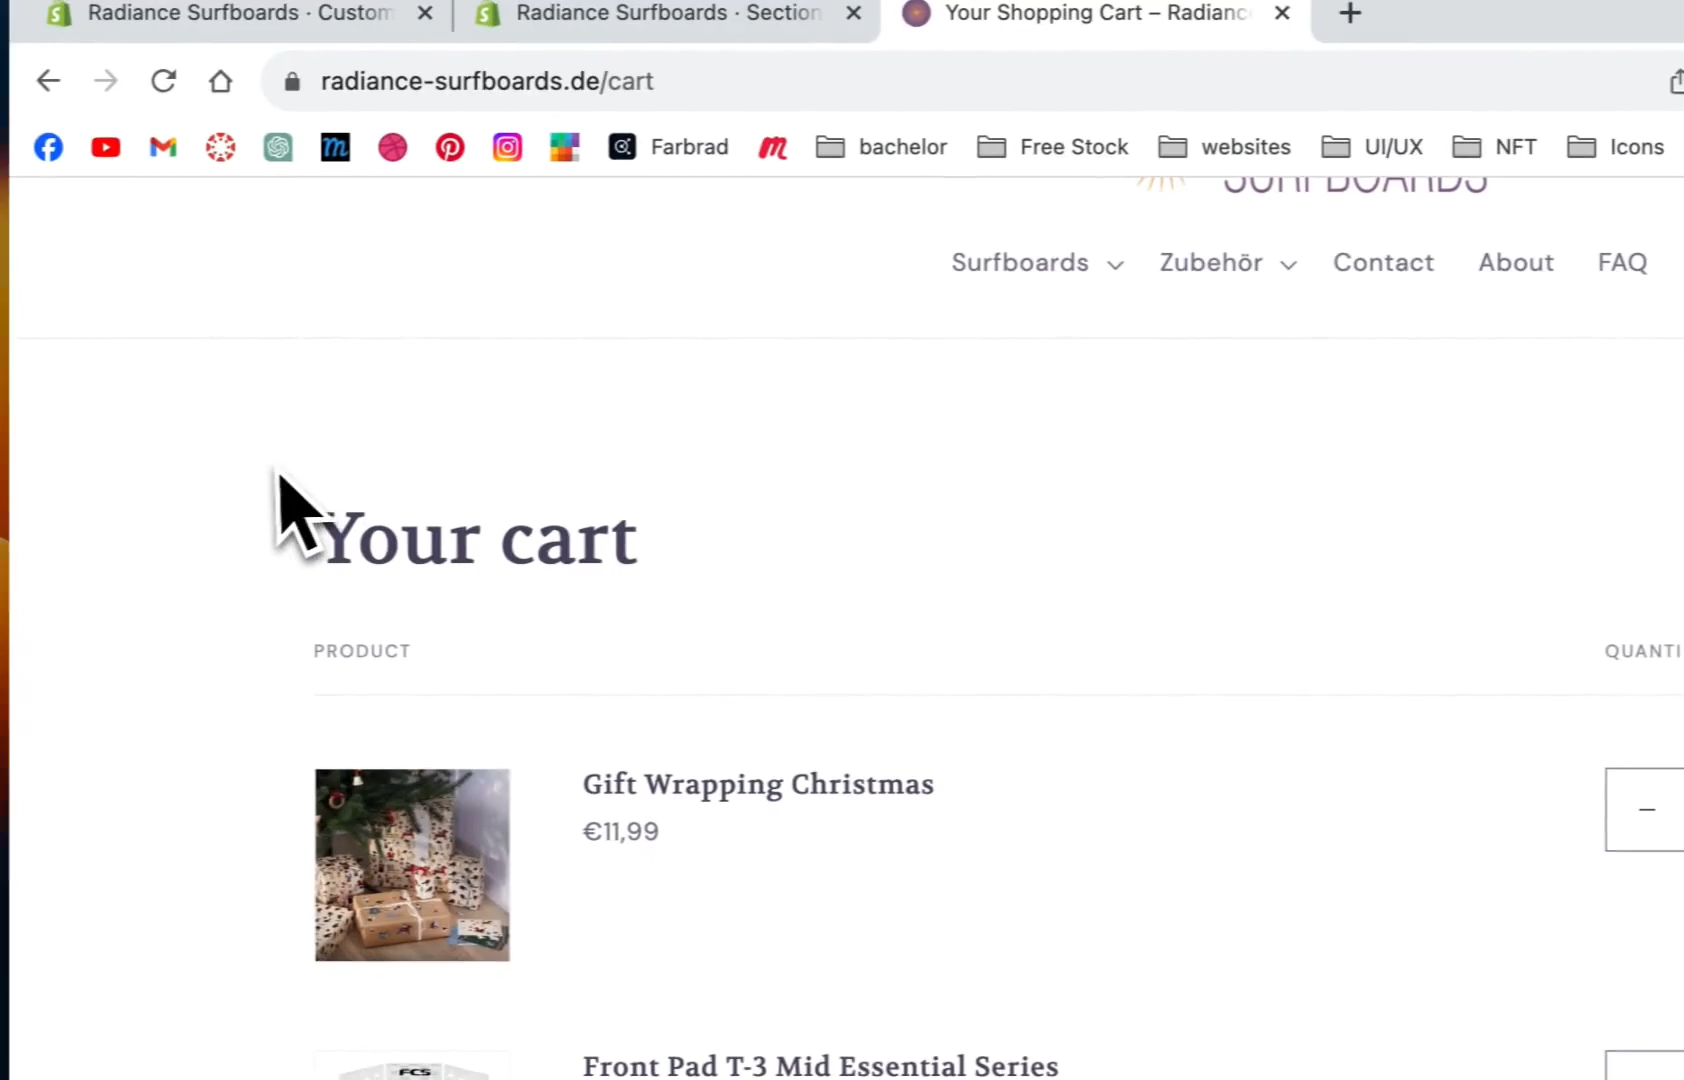 Radiance Surfboards · Custom
Radiance Surfboards · Section
Your Shopping Cart – Radianc
radiance-surfboards.de/cart
Farbrad
bachelor
Free Stock
websites
UI/UX
NFT
Icons
SURFBOARDS
Surfboards
Zubehör
Contact
About
FAQ
Your cart
PRODUCT
QUANTI
Gift Wrapping Christmas
€11,99
FCS
Front Pad T-3 Mid Essential Series